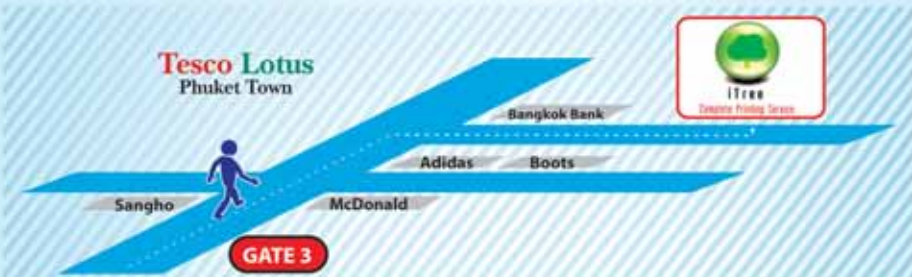 Tesco Lotus
Phuket Town
iTree
Complete Printing Service
Bangkok Bank
Adidas
Boots
Sangho
McDonald
GATE 3